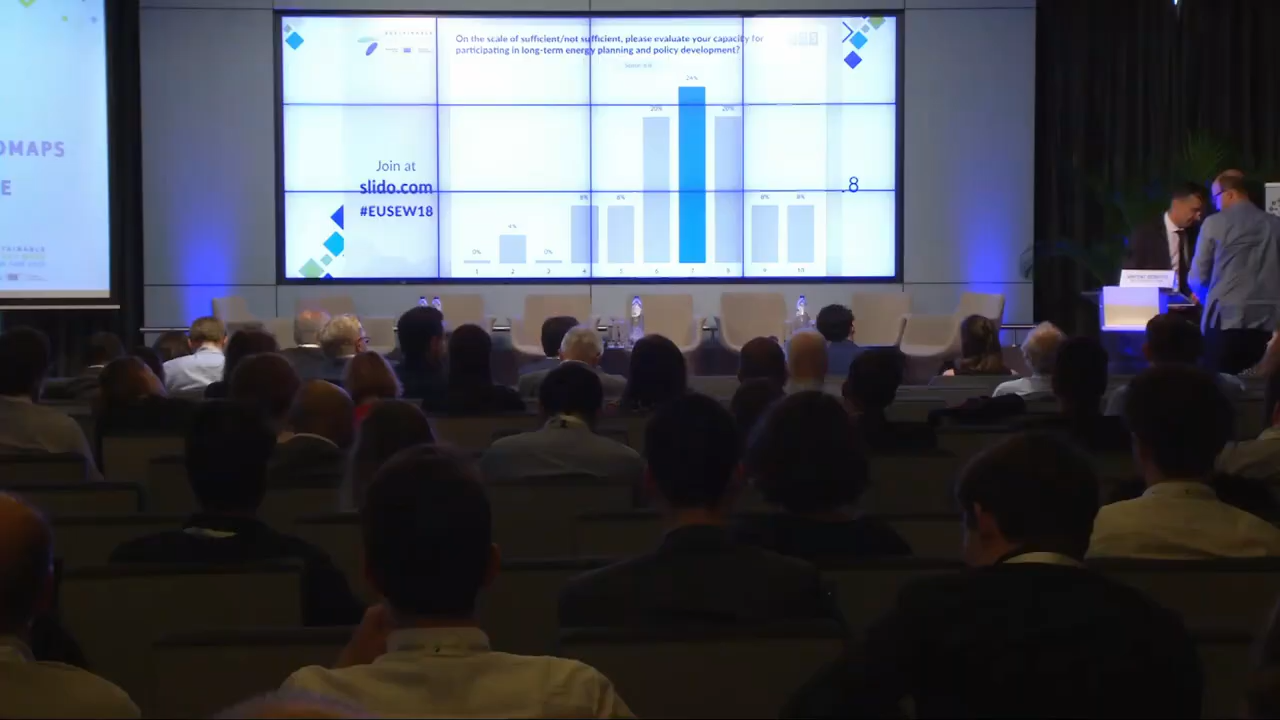 On the scale of sufficient/not sufficient, please evaluate your capacity for
participating in long-term energy planning and policy development?
24%
20%
20%
8%
8%
8%
8%
4%
0%
0%
1 2 3 4 5 6 7 8 9 10
Join at
slido.com
#EUSEW18
8
OMAPS
E